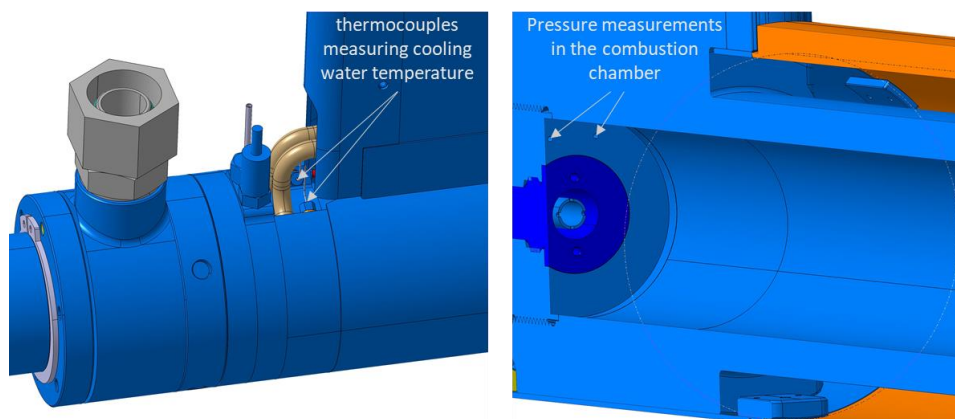 thermocouples
measuring cooling
water temperature
Pressure measurements
in the combustion
chamber